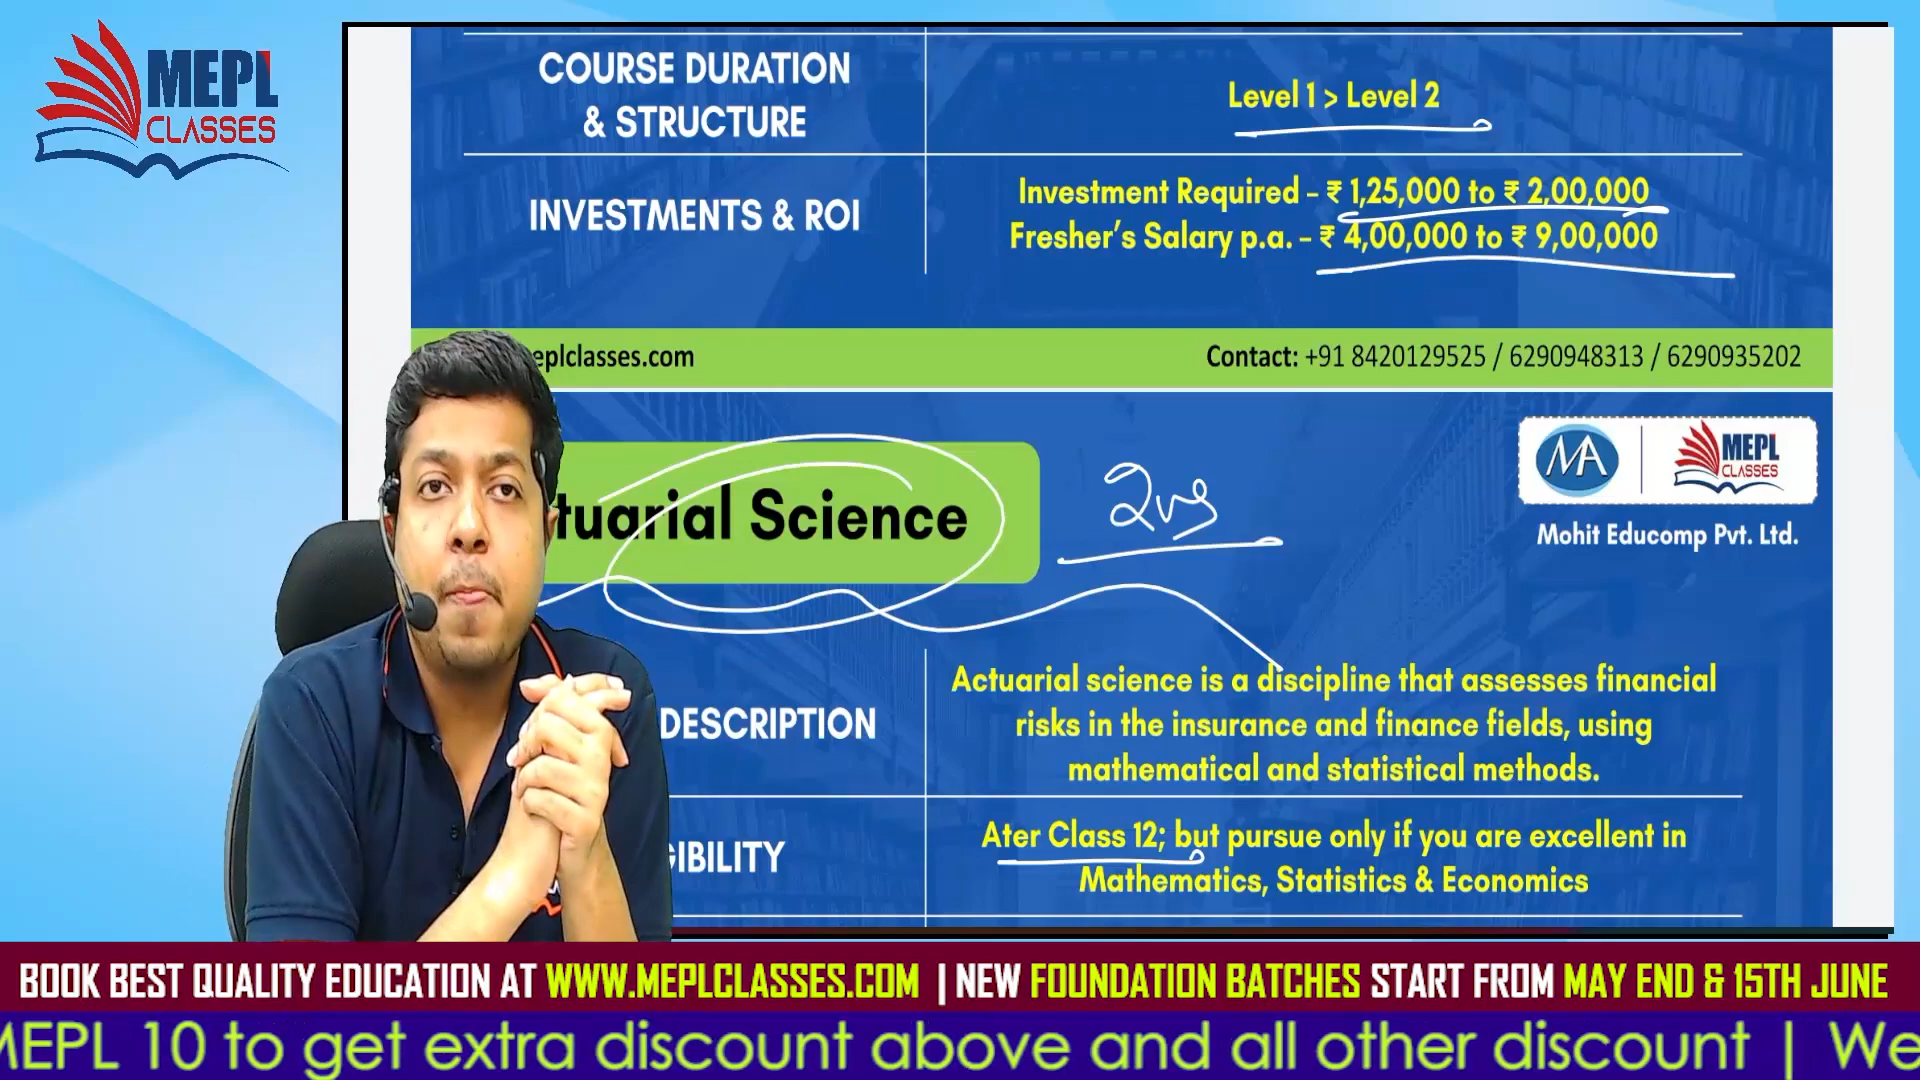 MEPL
CLASSES
COURSE DURATION
& STRUCTURE
Level 1 > Level 2
INVESTMENTS & ROI
Investment Required - ₹ 1,25,000 to ₹ 2,00,000
Fresher's Salary p.a. - ₹ 4,00,000 to ₹ 9,00,000
eplclasses.com
Contact: +91 8420129525 / 6290948313 / 6290935202
tuarial Science
MA
MEPL
CLASSES
Mohit Educomp Pvt. Ltd.
DESCRIPTION
Actuarial science is a discipline that assesses financial
risks in the insurance and finance fields, using
mathematical and statistical methods.
GIBILITY
Ater Class 12; but pursue only if you are excellent in
Mathematics, Statistics & Economics
BOOK BEST QUALITY EDUCATION AT WWW.MEPLCLASSES.COM | NEW FOUNDATION BATCHES START FROM MAY END & 15TH JUNE
MEPL 10 to get extra discount above and all other discount | We